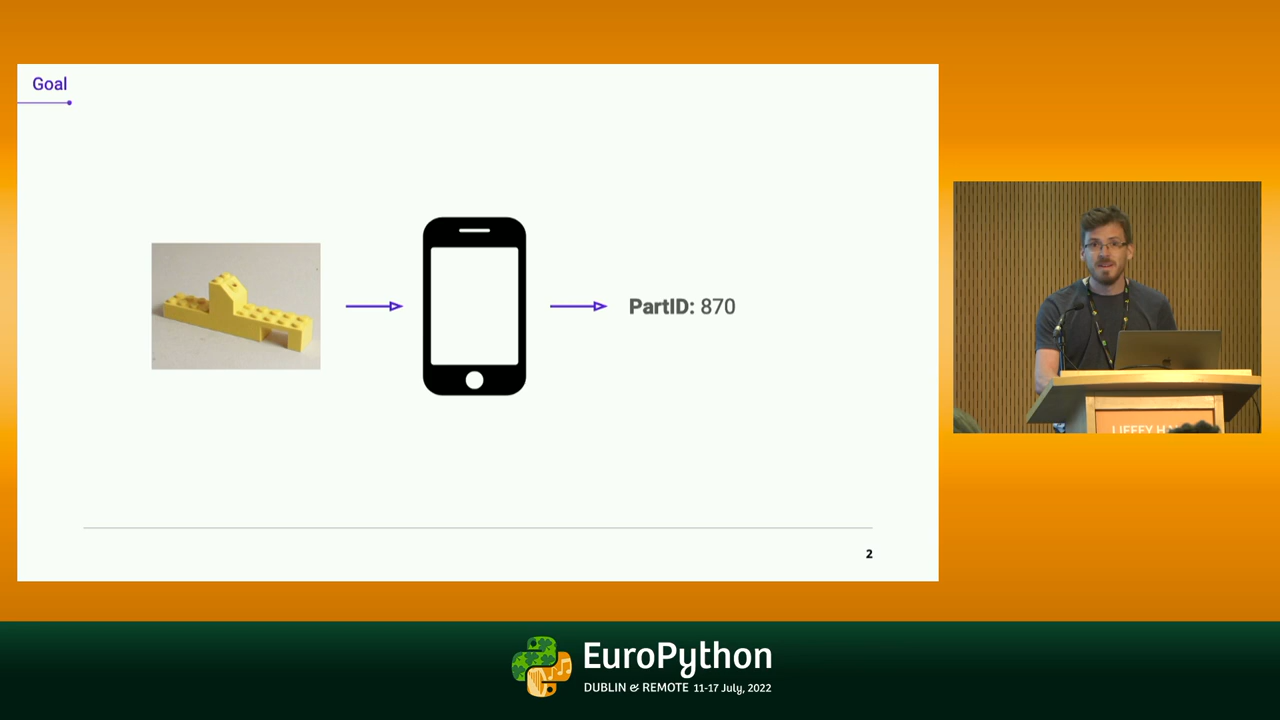 Goal
PartID: 870
2
EuroPython
DUBLIN & REMOTE 11-17 July, 2022